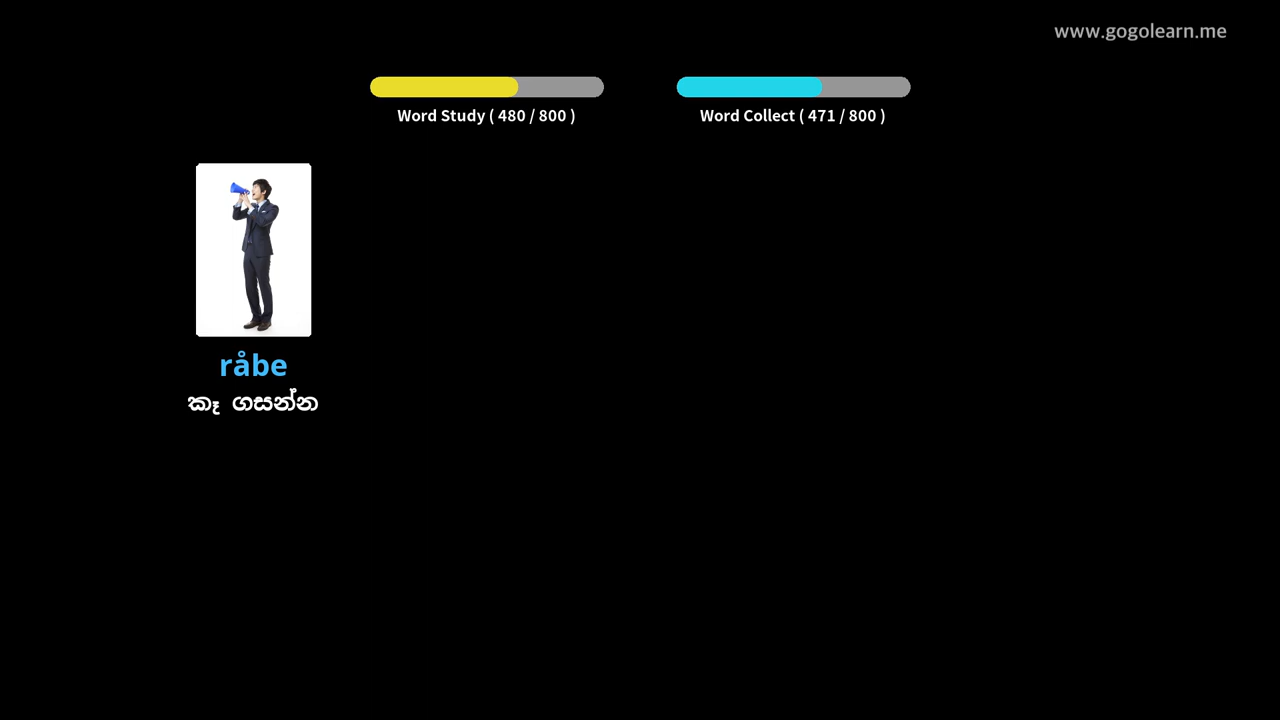 www.gogolearn.me
Word Study ( 480 / 800 )
Word Collect ( 471 / 800 )
råbe
කෑ ගසන්න